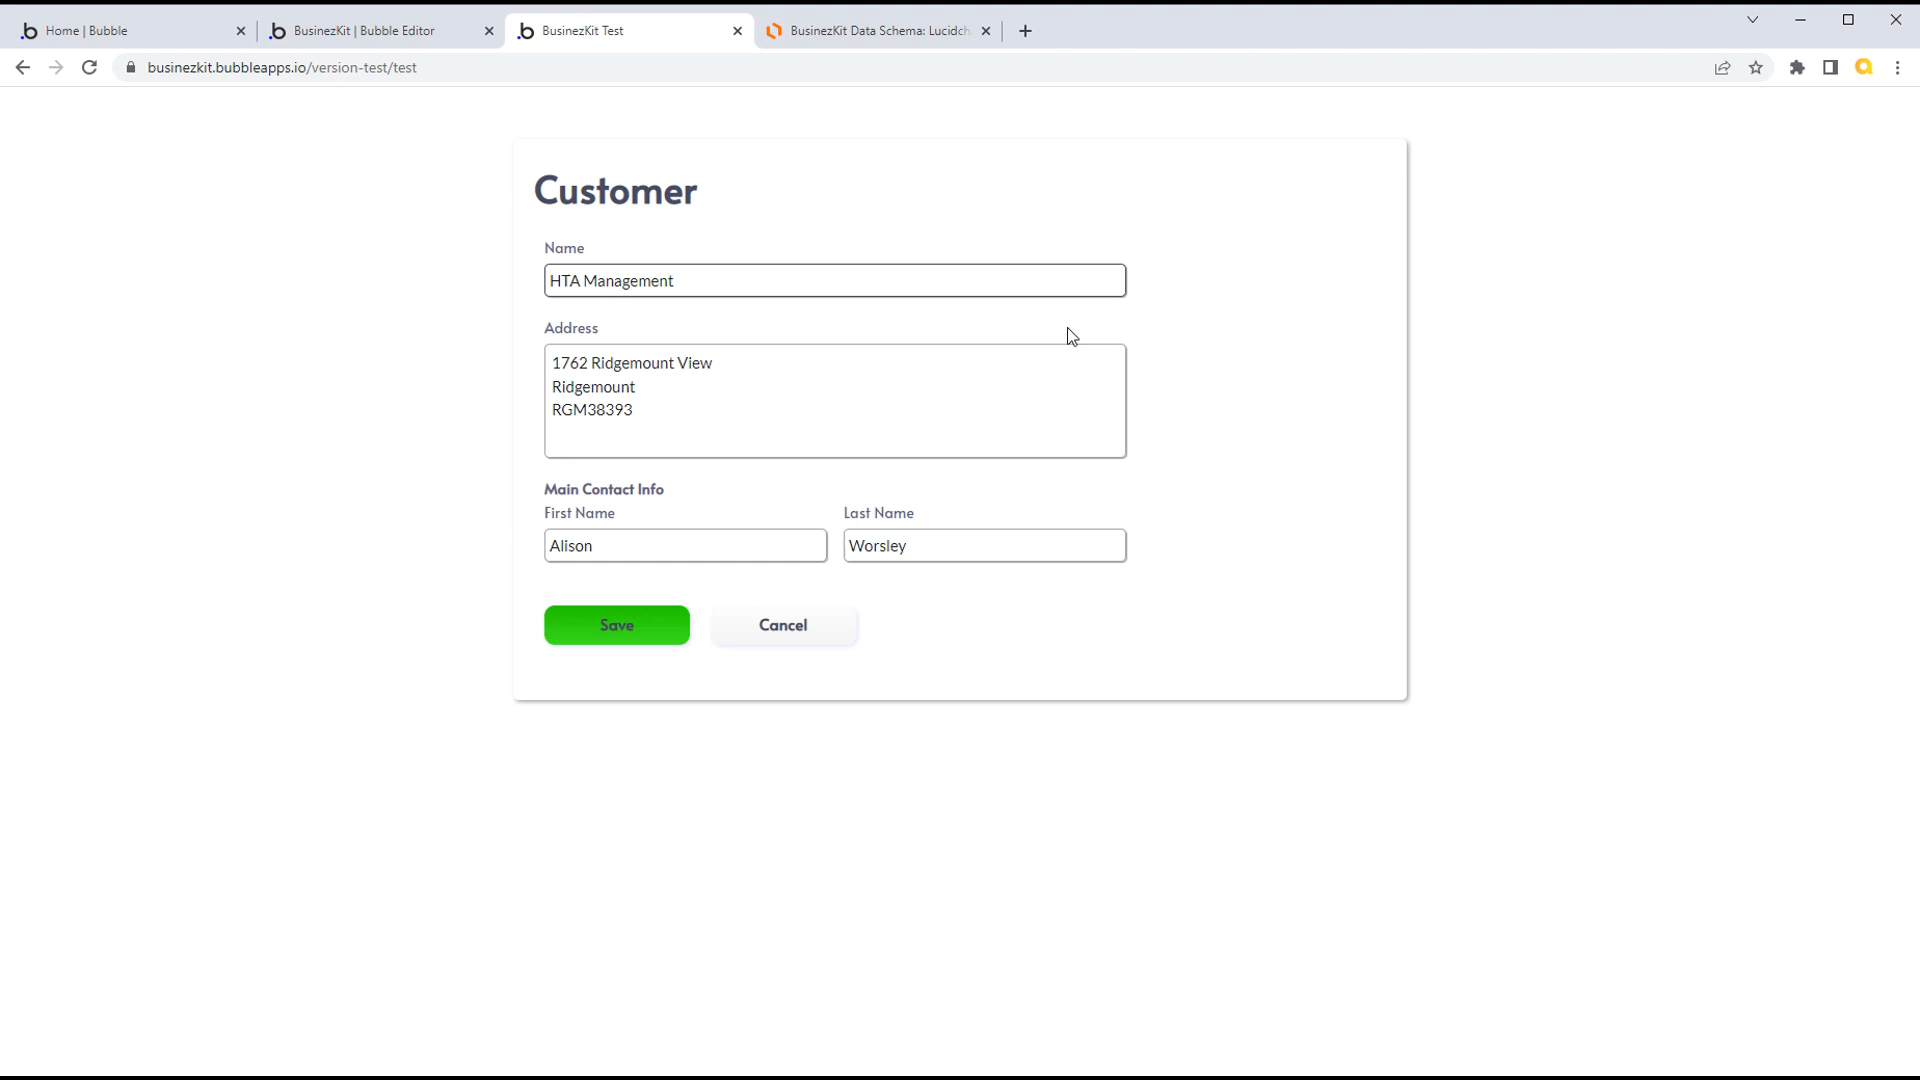 Home | Bubble
BusinezKit | Bubble Editor
BusinezKit Test
BusinezKit Data Schema: Lucidch
businezkit.bubbleapps.io/version-test/test
Customer
Name
HTA Management
Address
1762 Ridgemount View
Ridgemount
RGM38393
Main Contact Info
First Name
Last Name
Alison
Worsley
Save
Cancel